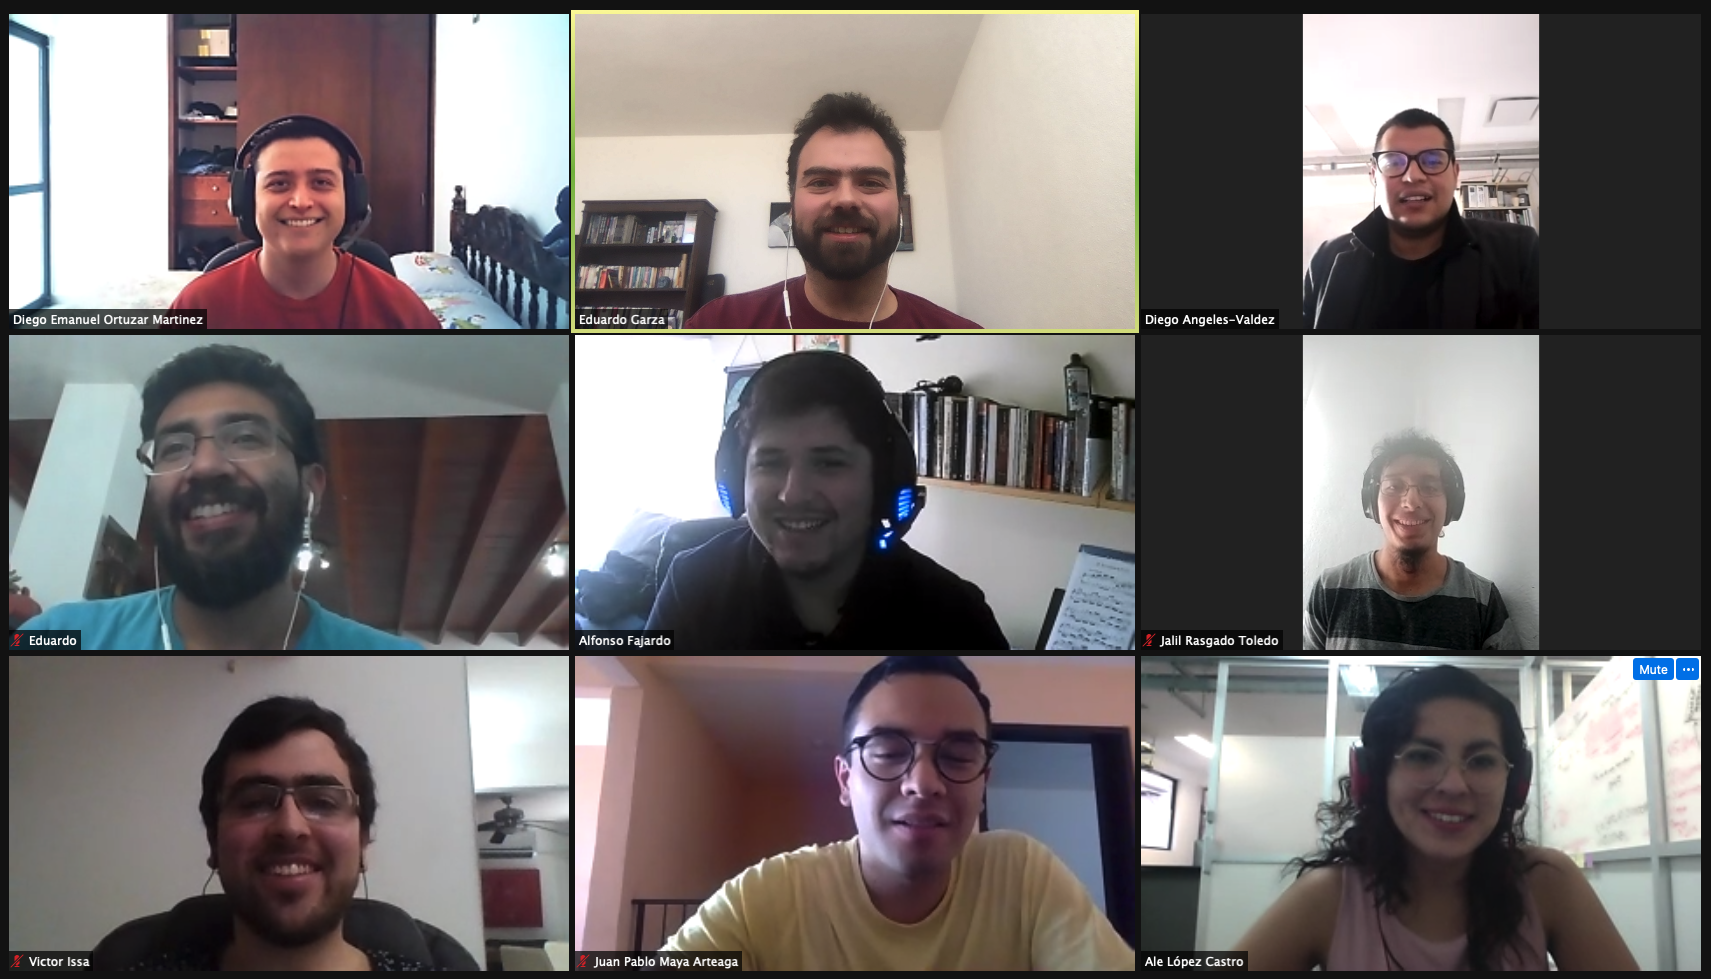 Diego Emanuel Ortuzar Martinez
Eduardo Garza
Diego Angeles-Valdez
Eduardo
Alfonso Fajardo
Jalil Rasgado Toledo
Mute ...
Victor Issa
Juan Pablo Maya Arteaga
Ale López Castro